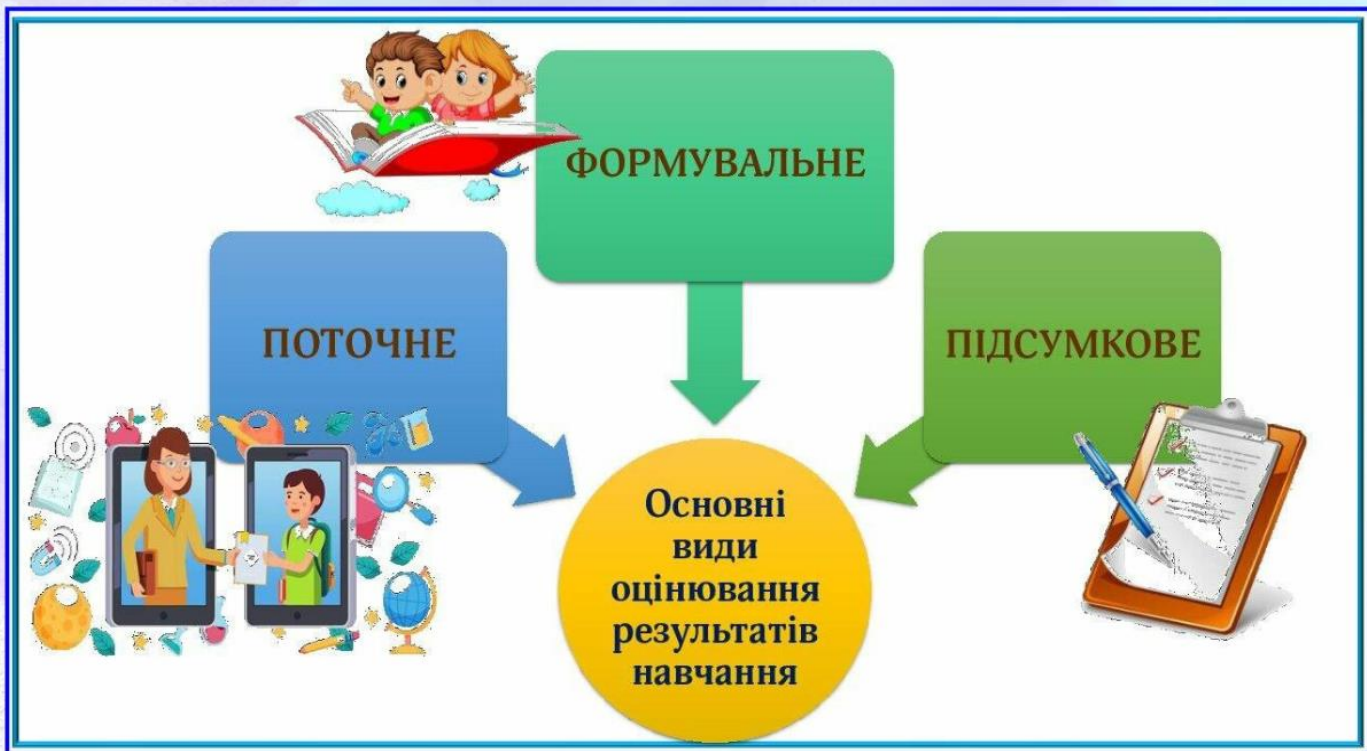 ФОРМУВАЛЬНЕ
ПОТОЧНЕ
ПІДСУМКОВЕ
Основні
види
оцінювання
результатів
навчання